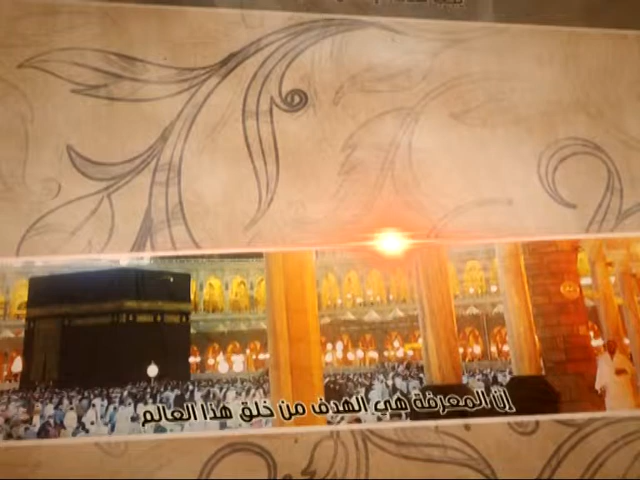 إن المعرفة هي الهدف من خلق هذا العالم